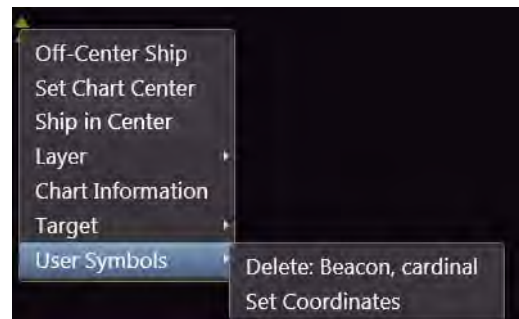 Off-Center Ship
Set Chart Center
Ship in Center
Layer
Chart Information
Target
User Symbols
Delete: Beacon, cardinal
Set Coordinates